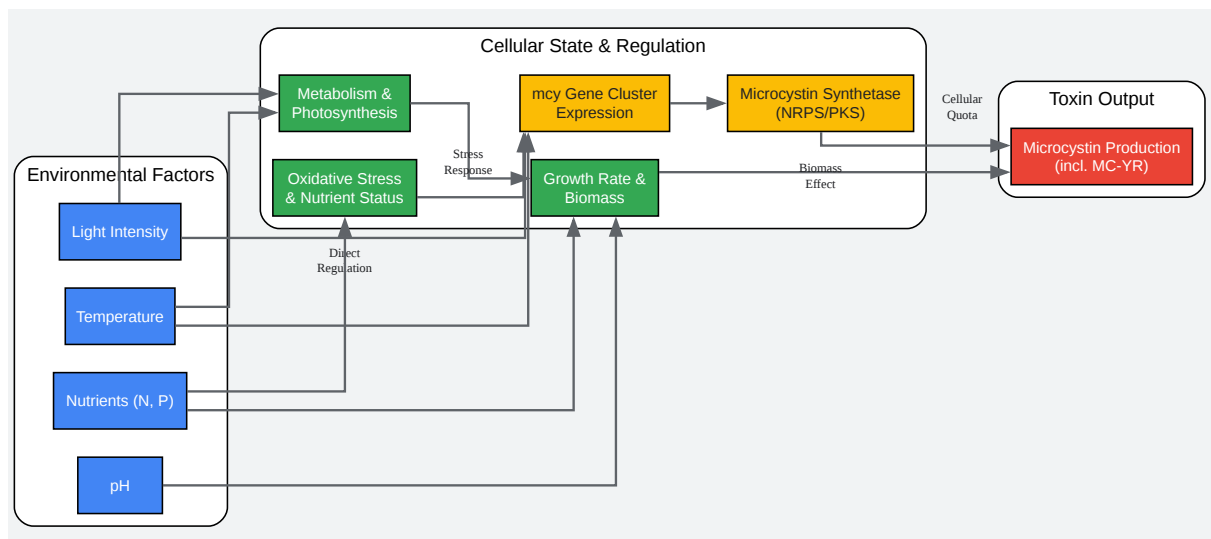 Cellular State & Regulation
Metabolism &
Photosynthesis
mcy Gene Cluster
Expression
Microcystin Synthetase
(NRPS/PKS)
Cellular
Quota
Toxin Output
Microcystin Production
(incl. MC-YR)
Stress
Response
Biomass
Effect
Environmental Factors
Oxidative Stress
& Nutrient Status
Growth Rate &
Biomass
Light Intensity
Direct
Regulation
Temperature
Nutrients (N, P)
pH